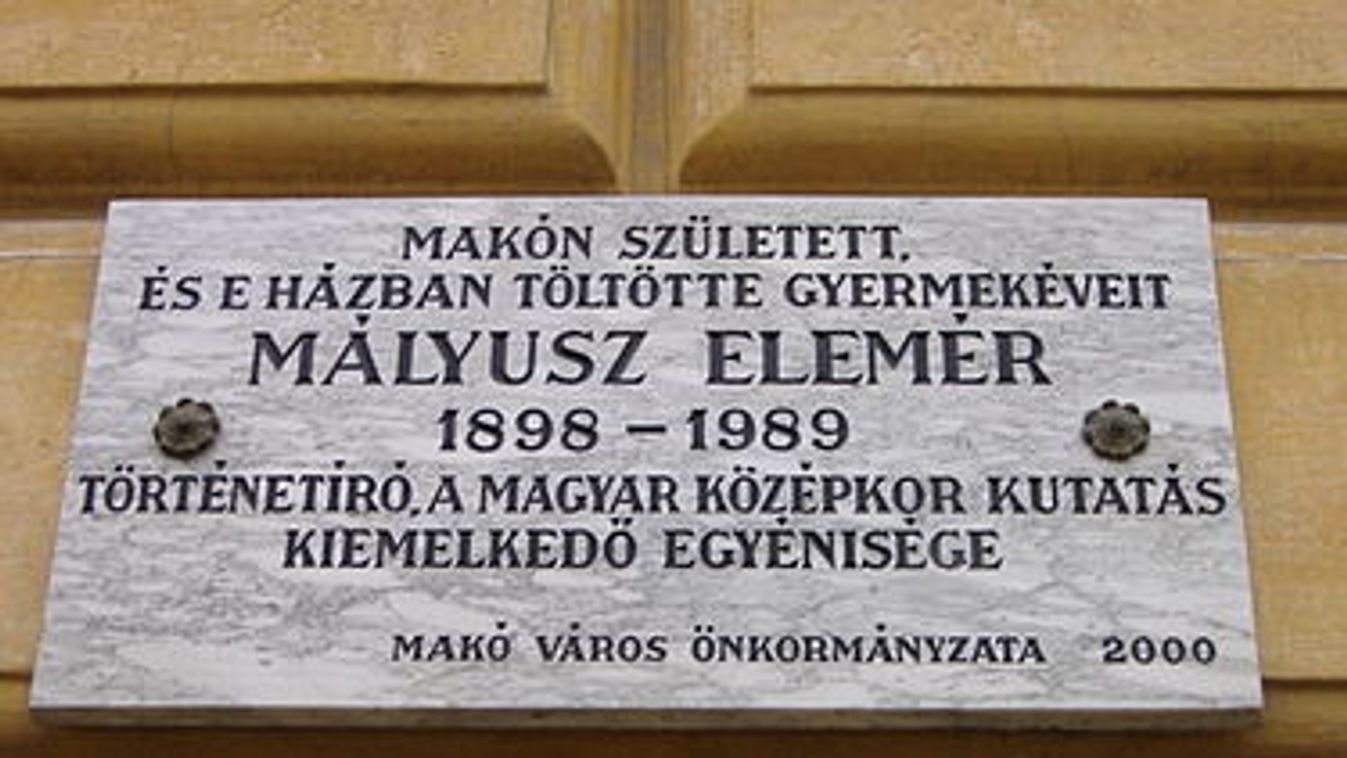 MAKÓN SZÜLETETT,
ÉS E HÁZBAN TÖLTÖTTE GYERMEKÉVEIT
MÁLYUSZ ELEMÉR
1898 – 1989
TÖRTÉNETÍRÓ, A MAGYAR KÖZÉPKOR KUTATÁS
KIEMELKEDŐ EGYÉNISÉGE
MAKÓ VÁROS ÖNKORMÁNYZATA 2000